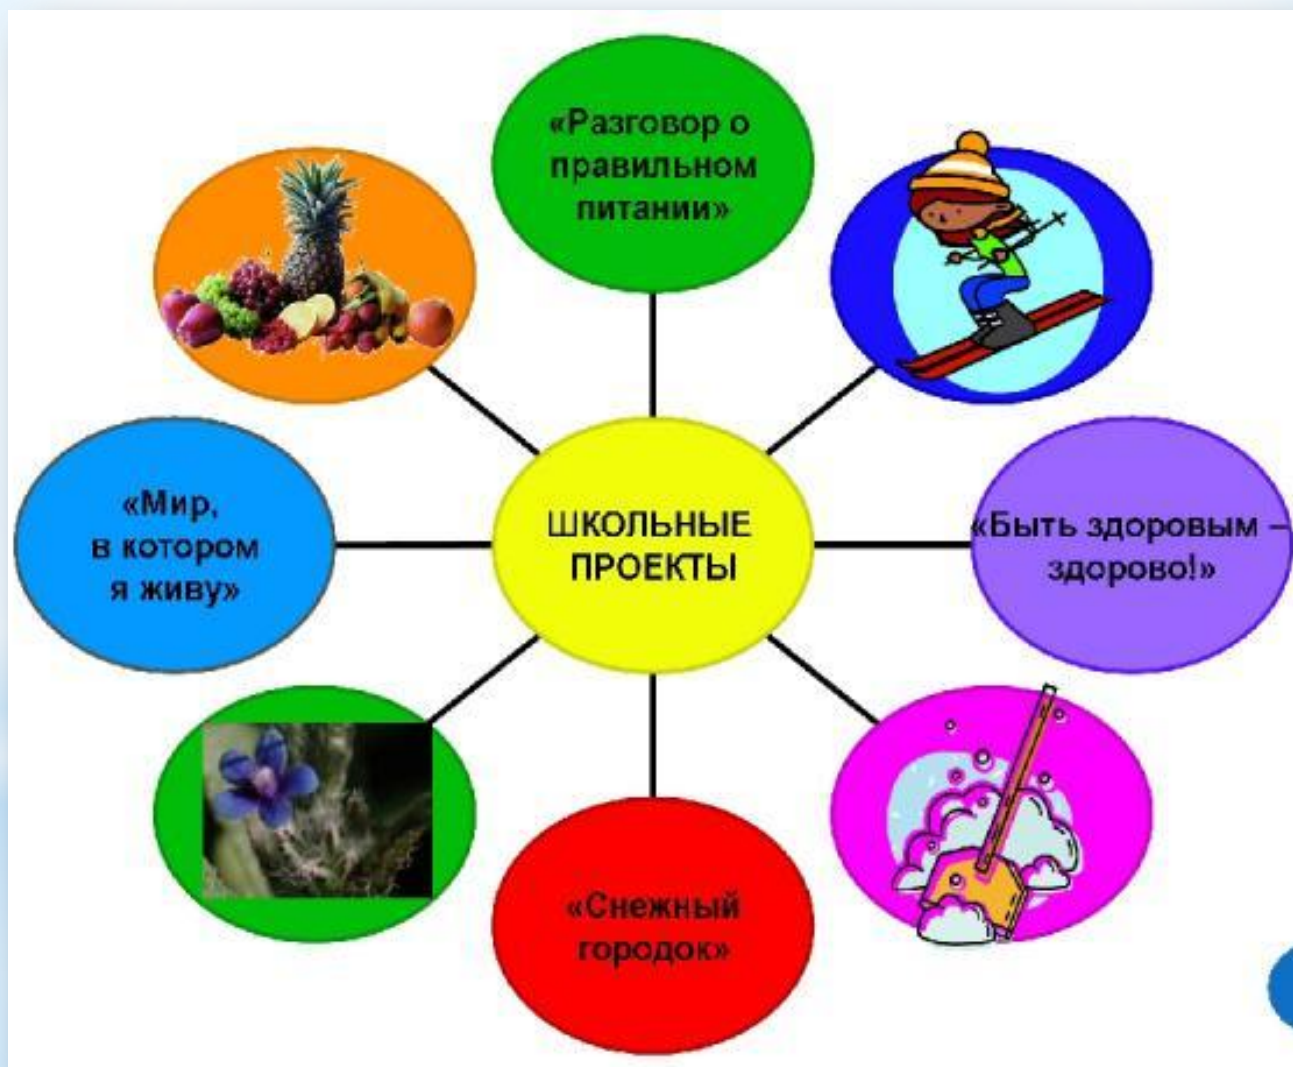 «Разговор о
правильном
питании»
«Мир,
в котором
я живу»
ШКОЛЬНЫЕ
ПРОЕКТЫ
«Быть здоровым –
здорово!»
«Снежный
городок»